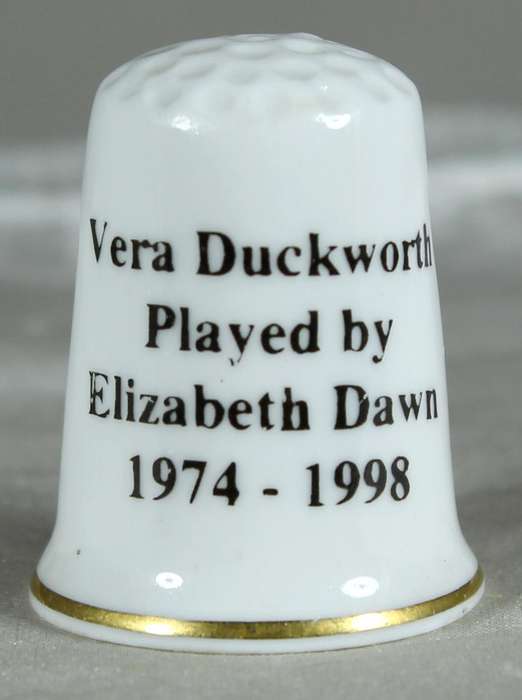 Vera Duckworth
Played by
Elizabeth Dawn
1974 - 1998